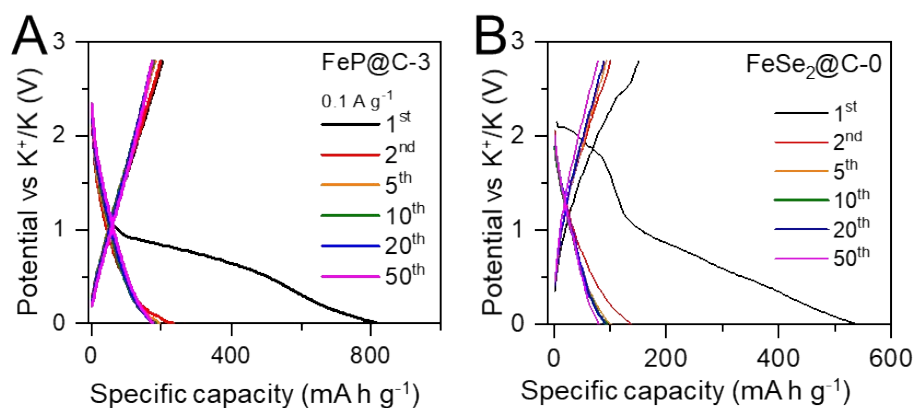 A
3
2
1
0
Potential vs K⁺/K (V)
FeP@C-3
0.1 A g⁻¹
1ˢᵗ
2ⁿᵈ
5ᵗʰ
10ᵗʰ
20ᵗʰ
50ᵗʰ
0
400
800
Specific capacity (mA h g⁻¹)
B
3
2
1
0
Potential vs K⁺/K (V)
FeSe₂@C-0
1ˢᵗ
2ⁿᵈ
5ᵗʰ
10ᵗʰ
20ᵗʰ
50ᵗʰ
0
200
400
600
Specific capacity (mA h g⁻¹)